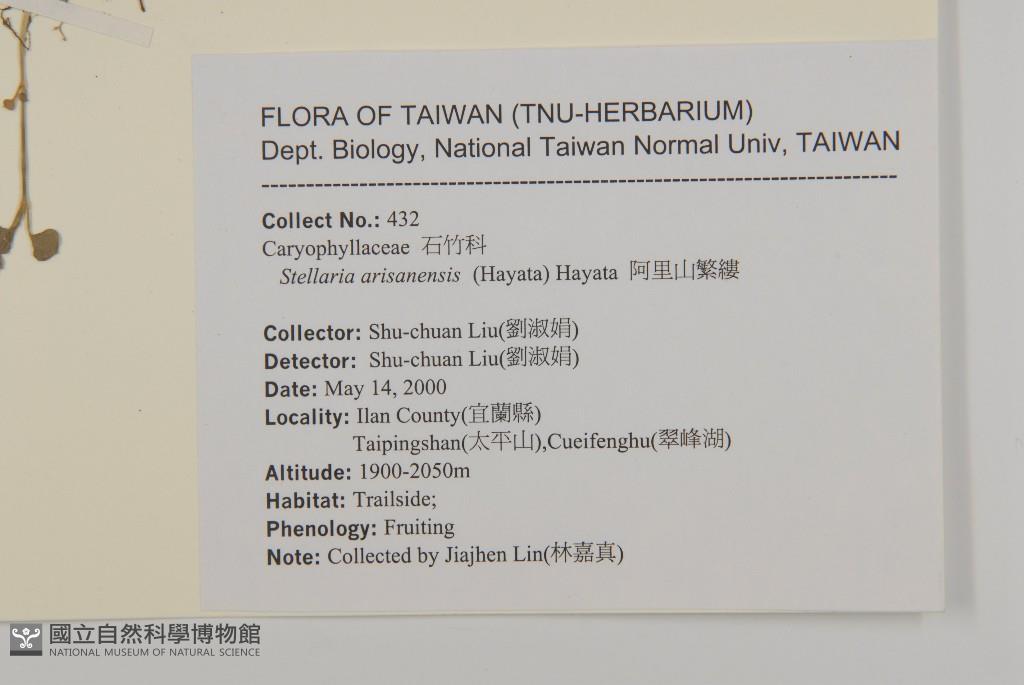 FLORA OF TAIWAN (TNU-HERBARIUM)
Dept. Biology, National Taiwan Normal Univ, TAIWAN
Collect No.: 432
Caryophyllaceae 石竹科
Stellaria arisanensis (Hayata) Hayata 阿里山繁縷
Collector: Shu-chuan Liu(劉淑娟)
Detector: Shu-chuan Liu(劉淑娟)
Date: May 14, 2000
Locality: Ilan County(宜蘭縣)
Taipingshan(太平山),Cueifenghu(翠峰湖)
Altitude: 1900-2050m
Habitat: Trailside;
Phenology: Fruiting
Note: Collected by Jiajhen Lin(林嘉真)
國立自然科學博物館
NATIONAL MUSEUM OF NATURAL SCIENCE